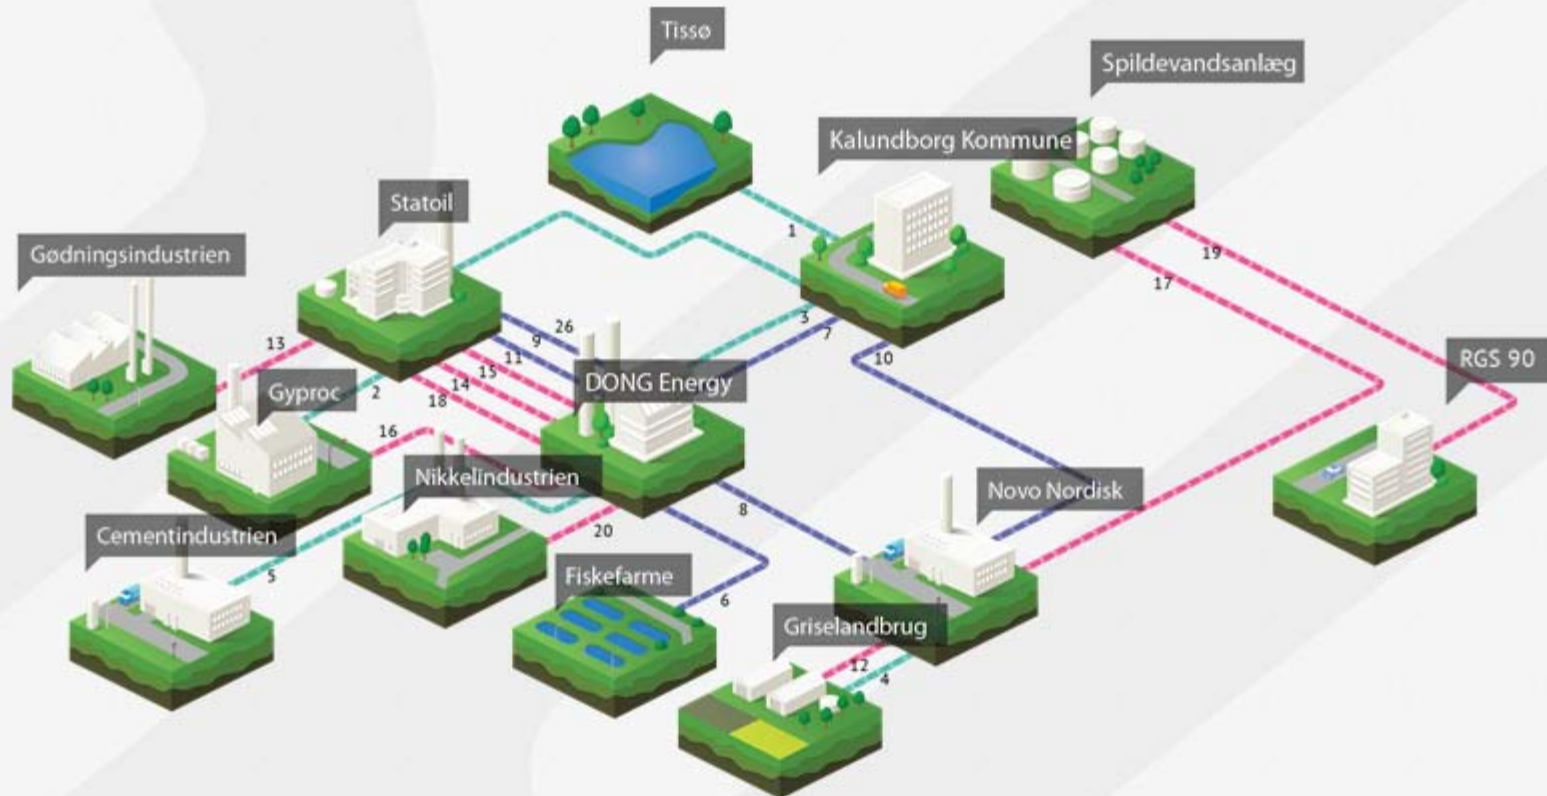 Tissø
Spildevandsanlæg
Kalundborg Kommune
Statoil
Gødningsindustrien
1
19
17
3
7
26
9
11
10
13
15
14
18
2
RGS 90
Gyproc
DONG Energy
16
Nikkelindustrien
Novo Nordisk
8
Cementindustrien
20
5
Fiskefarme
6
Griselandbrug
12
4